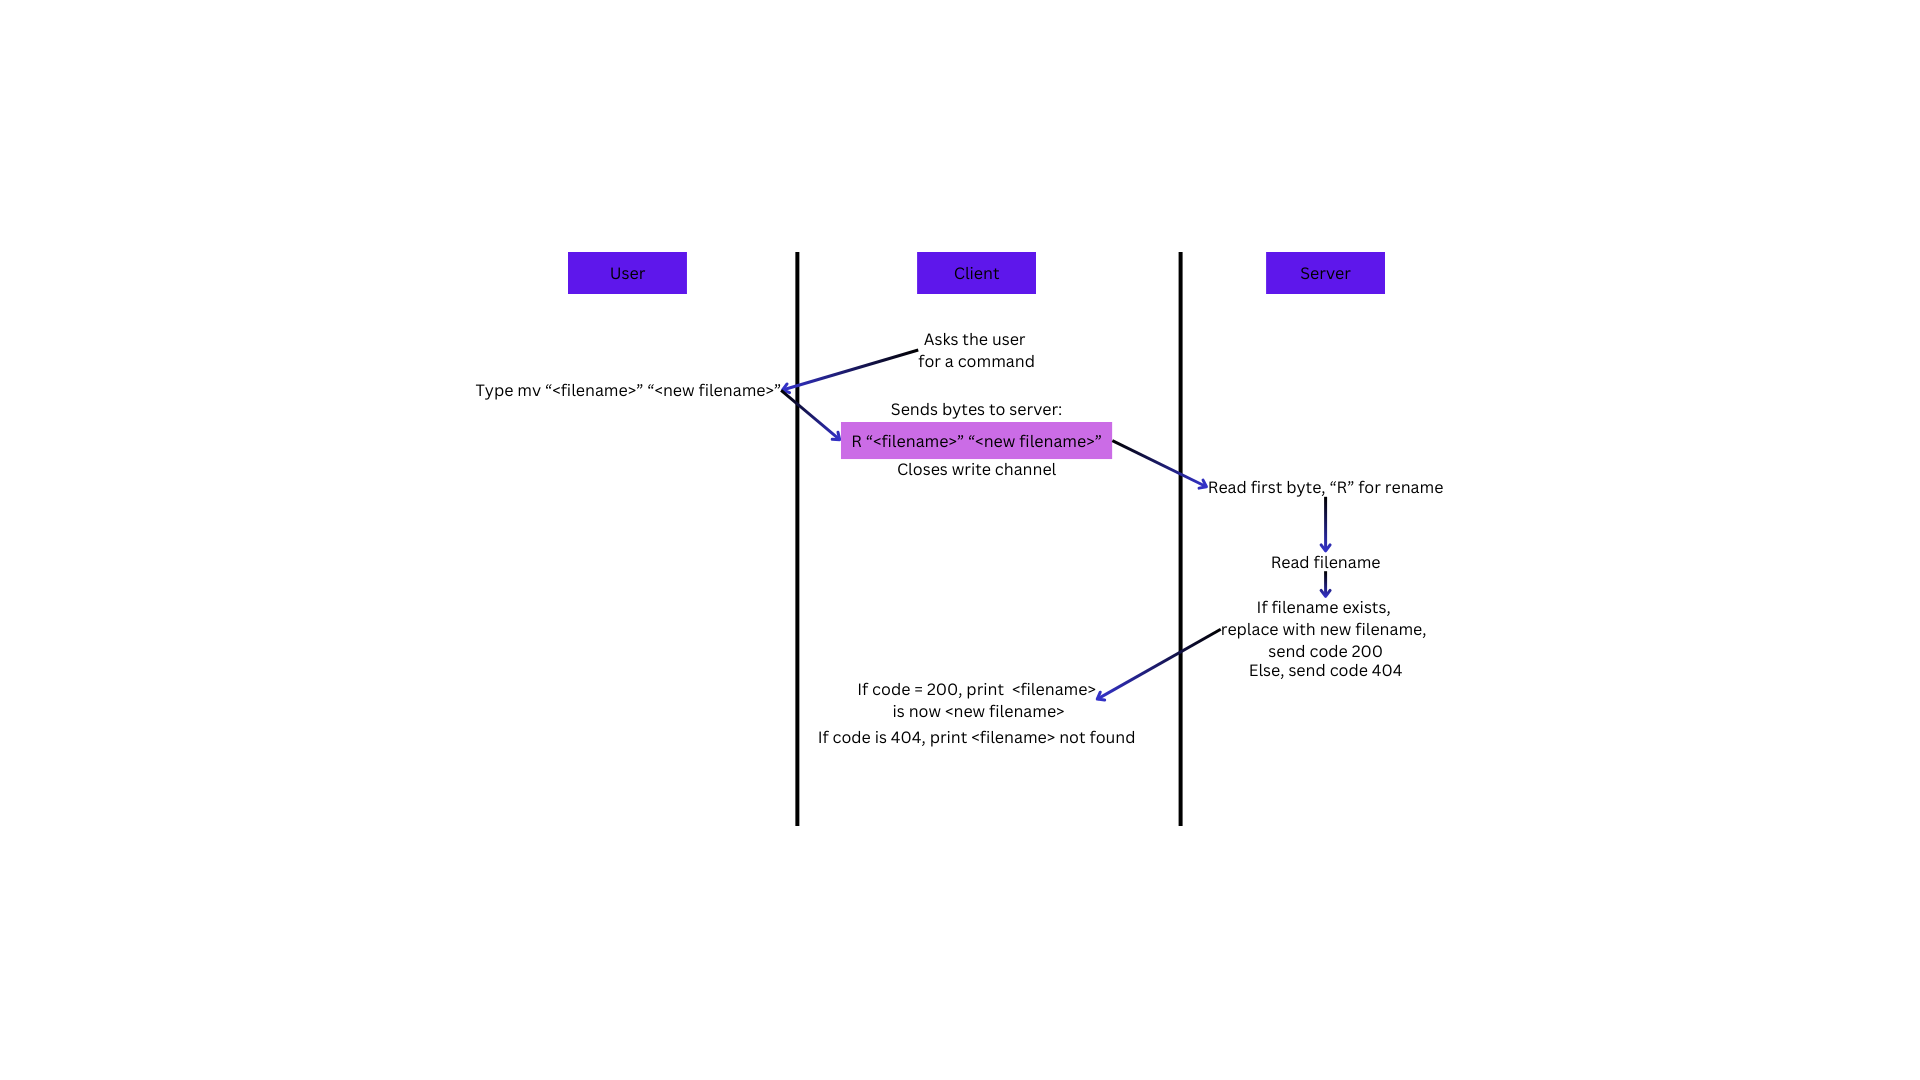 User
Client
Server
Asks the user
for a command
Type mv “<filename>” “<new filename>”
Sends bytes to server:
R “<filename>” “<new filename>”
Closes write channel
Read first byte, “R” for rename
Read filename
If filename exists,
replace with new filename,
send code 200
Else, send code 404
If code = 200, print  <filename>
is now <new filename>
If code is 404, print <filename> not found